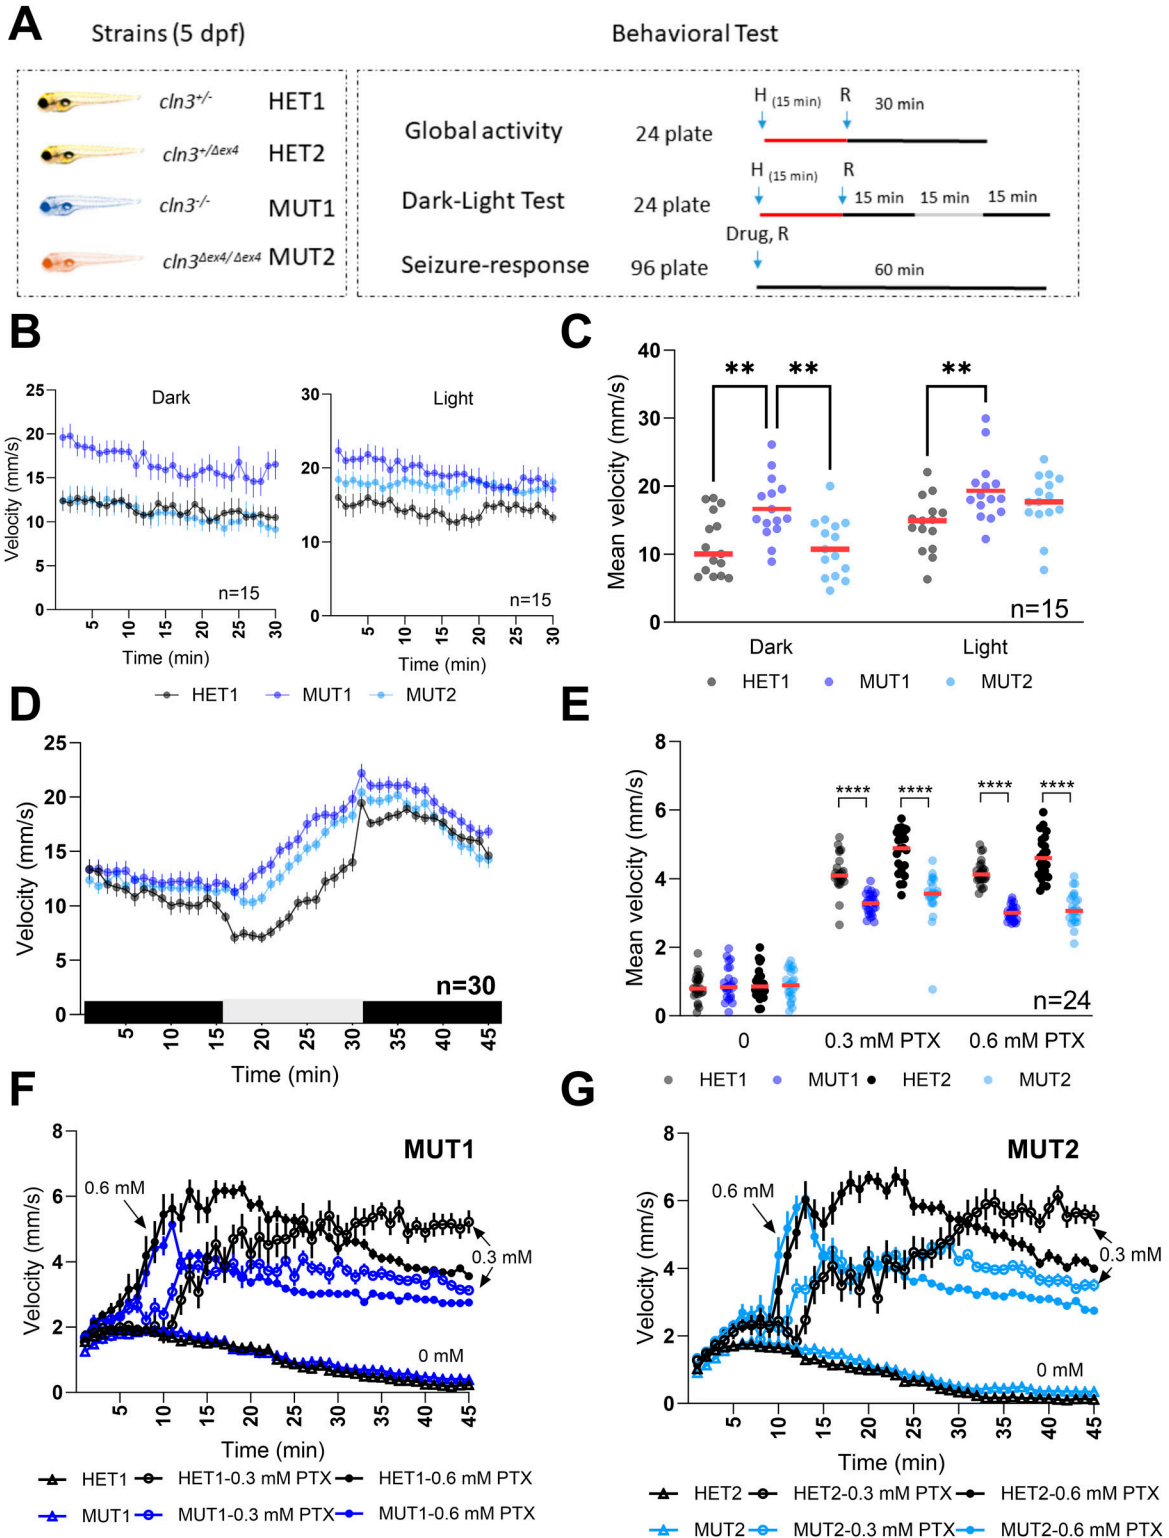 A
Strains (5 dpf)
Behavioral Test
cln3+/-
HET1
cln3+/Δex4
HET2
cln3-/-
MUT1
cln3Δex4/Δex4
MUT2
Global activity
24 plate
H (15 min) R
30 min
Dark-Light Test
24 plate
H (15 min) R
15 min 15 min 15 min
Seizure-response
96 plate
Drug, R
60 min
B
Velocity (mm/s)
25
20
15
10
5
0
Dark
n=15
5 10 15 20 25 30
Time (min)
30
20
10
0
Light
n=15
5 10 15 20 25 30
Time (min)
HET1 MUT1 MUT2
C
Mean velocity (mm/s)
40
30
20
10
0
** ** **
n=15
Dark Light
HET1 MUT1 MUT2
D
Velocity (mm/s)
25
20
15
10
5
0
n=30
5 10 15 20 25 30 35 40 45
Time (min)
E
Mean velocity (mm/s)
8
6
4
2
0
**** **** **** ****
n=24
0 0.3 mM PTX 0.6 mM PTX
HET1 MUT1 HET2 MUT2
F
Velocity (mm/s)
8
6
4
2
0
MUT1
0.6 mM
0.3 mM
0 mM
5 10 15 20 25 30 35 40 45
Time (min)
HET1 HET1-0.3 mM PTX HET1-0.6 mM PTX
MUT1 MUT1-0.3 mM PTX MUT1-0.6 mM PTX
G
Velocity (mm/s)
8
6
4
2
0
MUT2
0.6 mM
0.3 mM
0 mM
5 10 15 20 25 30 35 40 45
Time (min)
HET2 HET2-0.3 mM PTX HET2-0.6 mM PTX
MUT2 MUT2-0.3 mM PTX MUT2-0.6 mM PTX